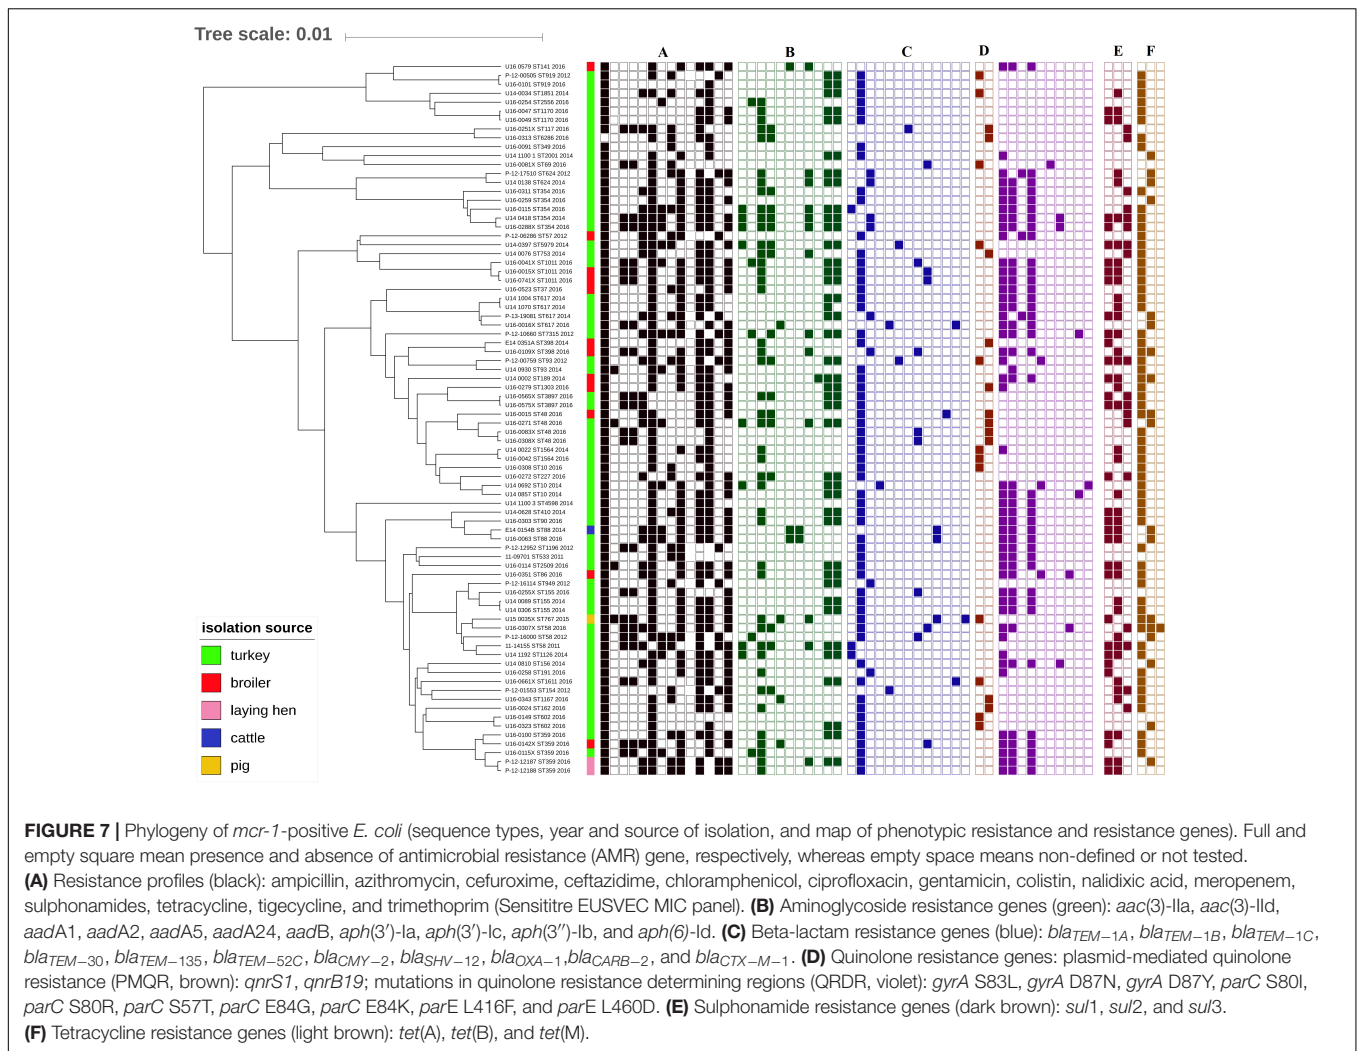 Tree scale: 0.01
A
B
C
D
E
F
U16 0579 ST141 2016
P-12-00505 ST919 2012
U16-0101 ST919 2016
U14-0034 ST1851 2014
U16-0254 ST2556 2016
U16-0047 ST1170 2016
U16-0049 ST1170 2016
U16-0251X ST117 2016
U16-0313 ST6286 2016
U16-0091 ST349 2016
U14 1100 1 ST2001 2014
U16-0081X ST69 2016
P-12-17510 ST624 2012
U14 0138 ST624 2014
U16-0311 ST354 2016
U16-0259 ST354 2016
U16-0115 ST354 2016
U14 0418 ST354 2014
U16-0288X ST354 2016
P-12-06286 ST57 2012
U14-0397 ST5979 2014
U14 0076 ST753 2014
U16-0041X ST1011 2016
U16-0015X ST1011 2016
U16-0741X ST1011 2016
U16-0523 ST37 2016
U14 1004 ST617 2014
U14 1070 ST617 2014
P-13-19081 ST617 2014
U16-0016X ST617 2016
P-12-10660 ST7315 2012
E14 0351A ST398 2014
U16-0109X ST398 2016
P-12-00759 ST93 2012
U14 0930 ST93 2014
U14 0002 ST189 2014
U16-0279 ST1303 2016
U16-0565X ST3897 2016
U16-0575X ST3897 2016
U16-0015 ST48 2016
U16-0271 ST48 2016
U16-0083X ST48 2016
U16-0308X ST48 2016
U14 0022 ST1564 2014
U16-0042 ST1564 2016
U16-0308 ST10 2016
U16-0272 ST227 2016
U14 0692 ST10 2014
U14 0857 ST10 2014
U14 1100 3 ST4598 2014
U14-0628 ST410 2014
U16-0303 ST90 2016
E14 0154B ST88 2014
U16-0063 ST88 2016
P-12-12952 ST1196 2012
11-09701 ST533 2011
U16-0114 ST2509 2016
U16-0351 ST86 2016
P-12-16114 ST949 2012
U16-0255X ST155 2016
U14 0089 ST155 2014
U14 0306 ST155 2014
U15 0035X ST767 2015
U16-0307X ST58 2016
P-12-16000 ST58 2012
11-14155 ST58 2011
U14 1192 ST1126 2014
U14 0810 ST156 2014
U16-0258 ST191 2016
U16-0661X ST1611 2016
P-12-01553 ST154 2012
U16-0343 ST1167 2016
U16-0024 ST162 2016
U16-0149 ST602 2016
U16-0323 ST602 2016
U16-0100 ST359 2016
U16-0142X ST359 2016
U16-0115X ST359 2016
P-12-12187 ST359 2016
P-12-12188 ST359 2016
isolation source
turkey
broiler
laying hen
cattle
pig
FIGURE 7 | Phylogeny of mcr-1-positive E. coli (sequence types, year and source of isolation, and map of phenotypic resistance and resistance genes). Full and
empty square mean presence and absence of antimicrobial resistance (AMR) gene, respectively, whereas empty space means non-defined or not tested.
(A) Resistance profiles (black): ampicillin, azithromycin, cefuroxime, ceftazidime, chloramphenicol, ciprofloxacin, gentamicin, colistin, nalidixic acid, meropenem,
sulphonamides, tetracycline, tigecycline, and trimethoprim (Sensititre EUSVEC MIC panel). (B) Aminoglycoside resistance genes (green): aac(3)-IIa, aac(3)-IId,
aadA1, aadA2, aadA5, aadA24, aadB, aph(3′)-Ia, aph(3′)-Ic, aph(3′′)-Ib, and aph(6)-Id. (C) Beta-lactam resistance genes (blue): blaTEM−1A, blaTEM−1B, blaTEM−1C,
blaTEM−30, blaTEM−135, blaTEM−52C, blaCMY−2, blaSHV−12, blaOXA−1,blaCARB−2, and blaCTX−M−1. (D) Quinolone resistance genes: plasmid-mediated quinolone
resistance (PMQR, brown): qnrS1, qnrB19; mutations in quinolone resistance determining regions (QRDR, violet): gyrA S83L, gyrA D87N, gyrA D87Y, parC S80I,
parC S80R, parC S57T, parC E84G, parC E84K, parE L416F, and parE L460D. (E) Sulphonamide resistance genes (dark brown): sul1, sul2, and sul3.
(F) Tetracycline resistance genes (light brown): tet(A), tet(B), and tet(M).